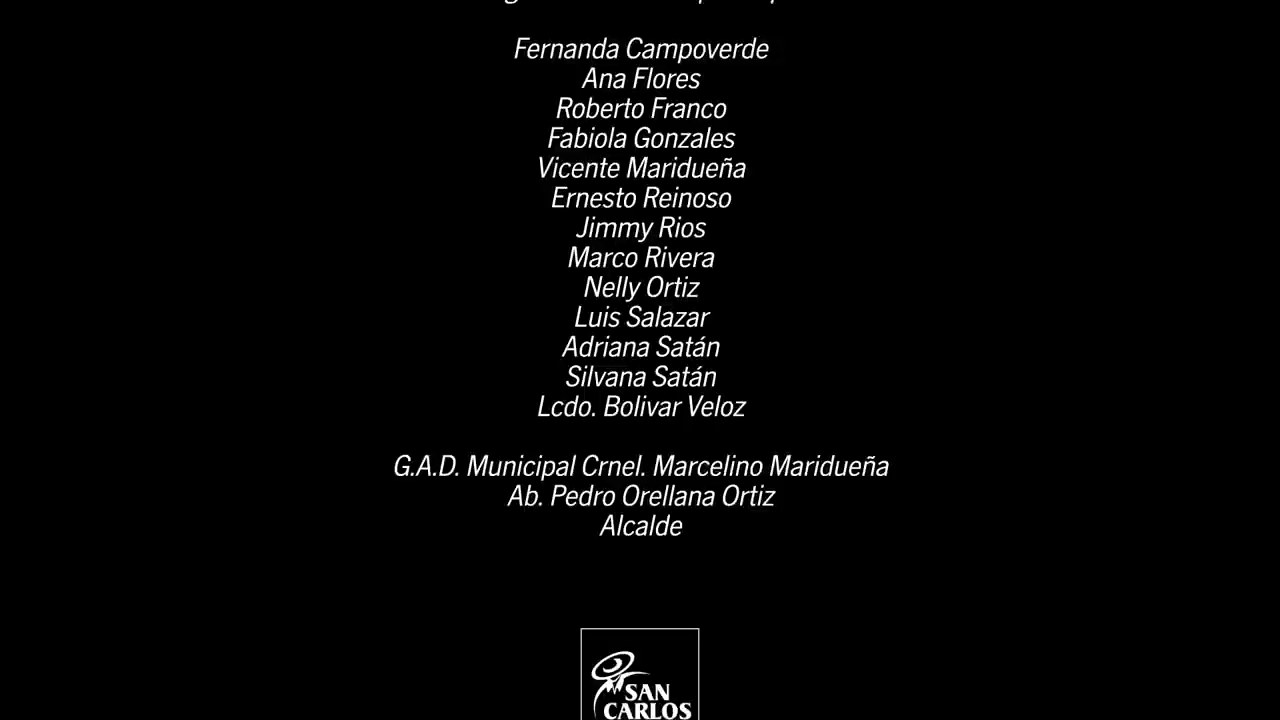 Fernanda Campoverde
Ana Flores
Roberto Franco
Fabiola Gonzales
Vicente Maridueña
Ernesto Reinoso
Jimmy Rios
Marco Rivera
Nelly Ortiz
Luis Salazar
Adriana Satán
Silvana Satán
Lcdo. Bolivar Veloz
G.A.D. Municipal Crnel. Marcelino Maridueña
Ab. Pedro Orellana Ortiz
Alcalde
SAN
CARLOS